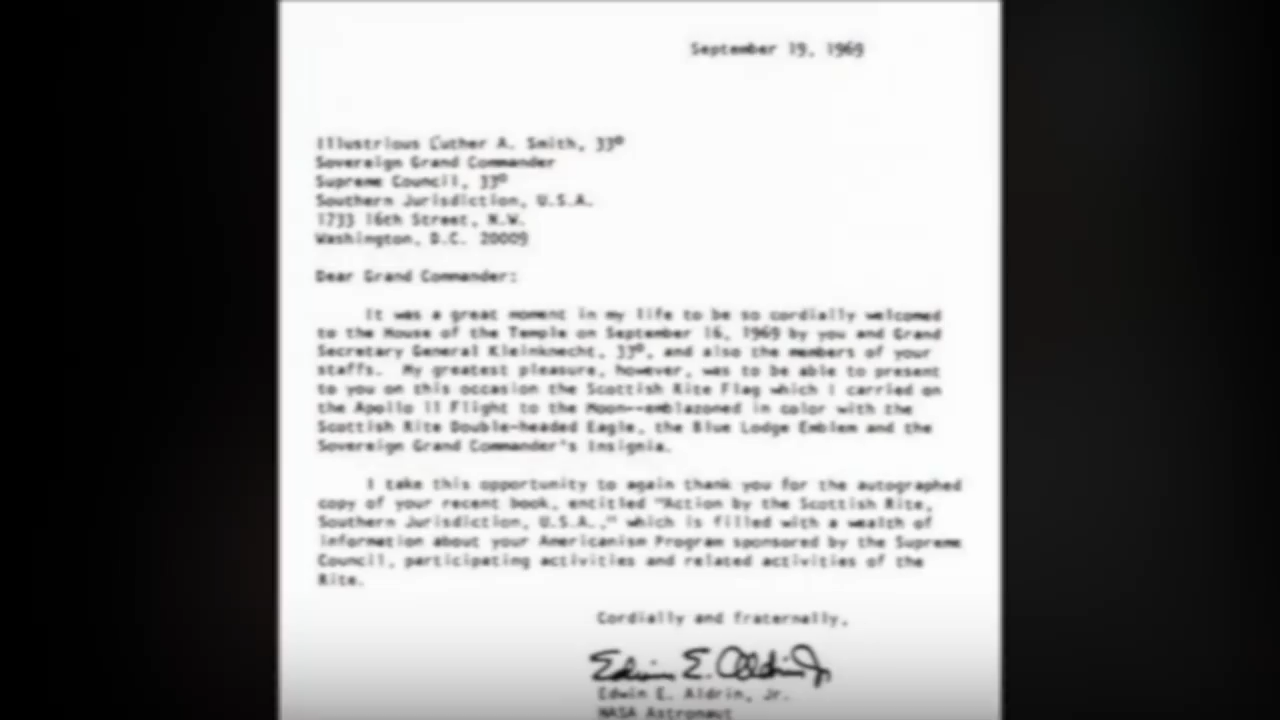 September 19, 1969
Illustrious Luther A. Smith, 33º
Sovereign Grand Commander
Supreme Council, 33º
Southern Jurisdiction, U.S.A.
1733 16th Street, N.W.
Washington, D.C. 20009
Dear Grand Commander:
It was a great moment in my life to be so cordially welcomed
to the House of the Temple on September 16, 1969 by you and Grand
Secretary General Kleinknecht, 33º, and also the members of your
staffs. My greatest pleasure, however, was to be able to present
to you on this occasion the Scottish Rite Flag which I carried on
the Apollo 11 Flight to the Moon--emblazoned in color with the
Scottish Rite Double-headed Eagle, the Blue Lodge Emblem and the
Sovereign Grand Commander's Insignia.
I take this opportunity to again thank you for the autographed
copy of your recent book, entitled "Action by the Scottish Rite,
Southern Jurisdiction, U.S.A.," which is filled with a wealth of
information about your Americanism Program sponsored by the Supreme
Council, participating activities and related activities of the
Rite.
Cordially and fraternally,
Edwin E. Aldrin Jr
Edwin E. Aldrin, Jr.
NASA Astronaut